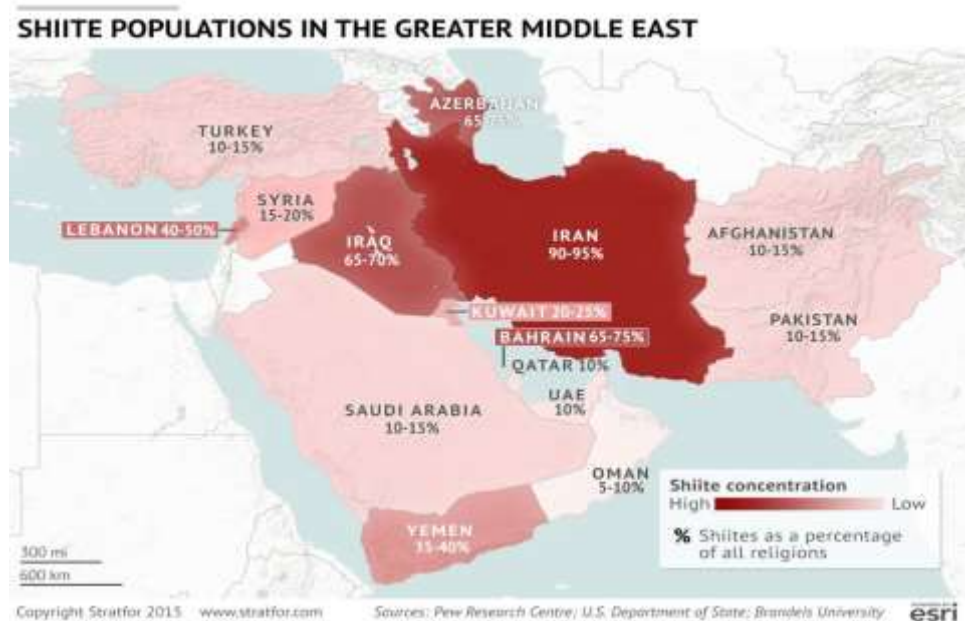 SHIITE POPULATIONS IN THE GREATER MIDDLE EAST
AZERBAIJAN
65-75%
TURKEY
10-15%
SYRIA
15-20%
LEBANON 40-50%
IRAQ
65-70%
IRAN
90-95%
AFGHANISTAN
10-15%
KUWAIT 20-25%
PAKISTAN
10-15%
BAHRAIN 65-75%
QATAR 10%
UAE
10%
SAUDI ARABIA
10-15%
OMAN
5-10%
YEMEN
35-40%
Shiite concentration
High Low
% Shiites as a percentage
of all religions
300 mi
600 km
Copyright Stratfor 2015 www.stratfor.com Sources: Pew Research Centre; U.S. Department of State; Brandeis University
esri